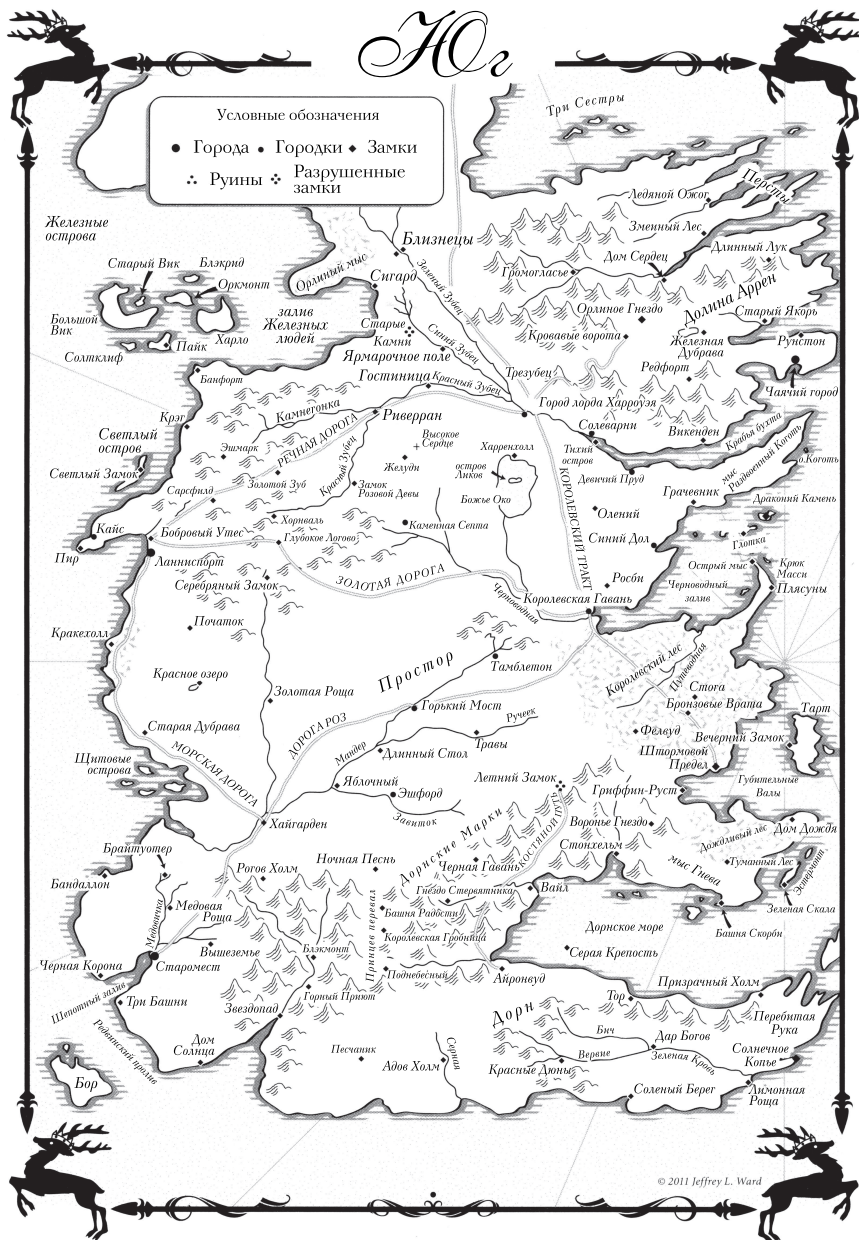 Юг
Условные обозначения
Города
Городки
Замки
Руины
Разрушенные
замки
Три Сестры
Персты
Ледяной Ожог
Змеиный Лес
Длинный Лук
Дом Сердец
Громогласье
Железные
острова
Близнецы
Зеленый Зубец
Орлиный мыс
Сигард
Старый Вик
Блэкрид
Оркмонт
Большой
Вик
Харло
Пайк
Солтклиф
залив
Железных
людей
Старые
Камни
Синий Зубец
Ярмарочное поле
Орлиное Гнездо
Долина Аррен
Старый Якорь
Кровавые ворота
Железная
Дубрава
Рунстон
Редфорт
Чаячий город
Трезубец
Гостиница
Красный Зубец
Банфорт
Город лорда Харроуэя
Риверран
Камнегонка
РЕЧНАЯ ДОРОГА
Крэг
Светлый
остров
Светлый Замок
Эшмарк
Высокое
Сердце
Желуди
Красный Зубец
Золотой Зуб
Замок
Розовой Девы
Сарсфилд
Харренхолл
остров
Ликов
Божье Око
Солеварни
Тихий
остров
Девичий Пруд
Викенден
Крабья бухта
мыс
Раздвоенный Коготь
о.Коготь
Грачевник
Драконий Камень
Олений
Глотка
Синий Дол
КОРОЛЕВСКИЙ ТРАКТ
Хорнваль
Каменная Септа
Кайс
Пир
Бобровый Утес
Ланниспорт
Глубокое Логово
Серебряный Замок
ЗОЛОТАЯ ДОРОГА
Черноводная
Королевская Гавань
Росби
Острый мыс
Крюк
Масси
Черноводный
залив
Плясуны
Кракехолл
Початок
Красное озеро
Золотая Роща
Простор
Тамблетон
Королевский лес
Путеводная
Стога
Бронзовые Врата
Тарт
Горький Мост
Ручеек
ДОРОГА РОЗ
Старая Дубрава
МОРСКАЯ ДОРОГА
Мандер
Длинный Стол
Травы
Фелвуд
Вечерний Замок
Штормовой
Предел
Щитовые
острова
Яблочный
Эшфорд
Завиток
Летний Замок
Гриффин-Руст
Губительные
Валы
Хайгарден
Дорнские Марки
КОСТЯНОЙ ПУТЬ
Воронье Гнездо
Дождливый лес
Дом Дождя
Стонхельм
мыс Гнева
Туманный Лес
Эстермонт
Зеленая Скала
Башня Скорби
Брайтуотер
Бандаллон
Рогов Холм
Ночная Песнь
Черная Гавань
Гнездо Стервятника
Вайл
Медовичка
Медовая
Роща
Принцев перевал
Башня Радости
Королевская Гробница
Дорнское море
Серая Крепость
Вышеземье
Блэкмонт
Черная Корона
Старомест
Поднебесный
Айронвуд
Призрачный Холм
Шепотный залив
Три Башни
Горный Приют
Звездопад
Дорн
Тор
Перебитая
Рука
Редвинский пролив
Дом
Солнца
Песчаник
Адов Холм
Серная
Бич
Вервие
Дар Богов
Зеленая Кровь
Солнечное
Копье
Красные Дюны
Бор
Соленый Берег
Лимонная
Роща
© 2011 Jeffrey L. Ward